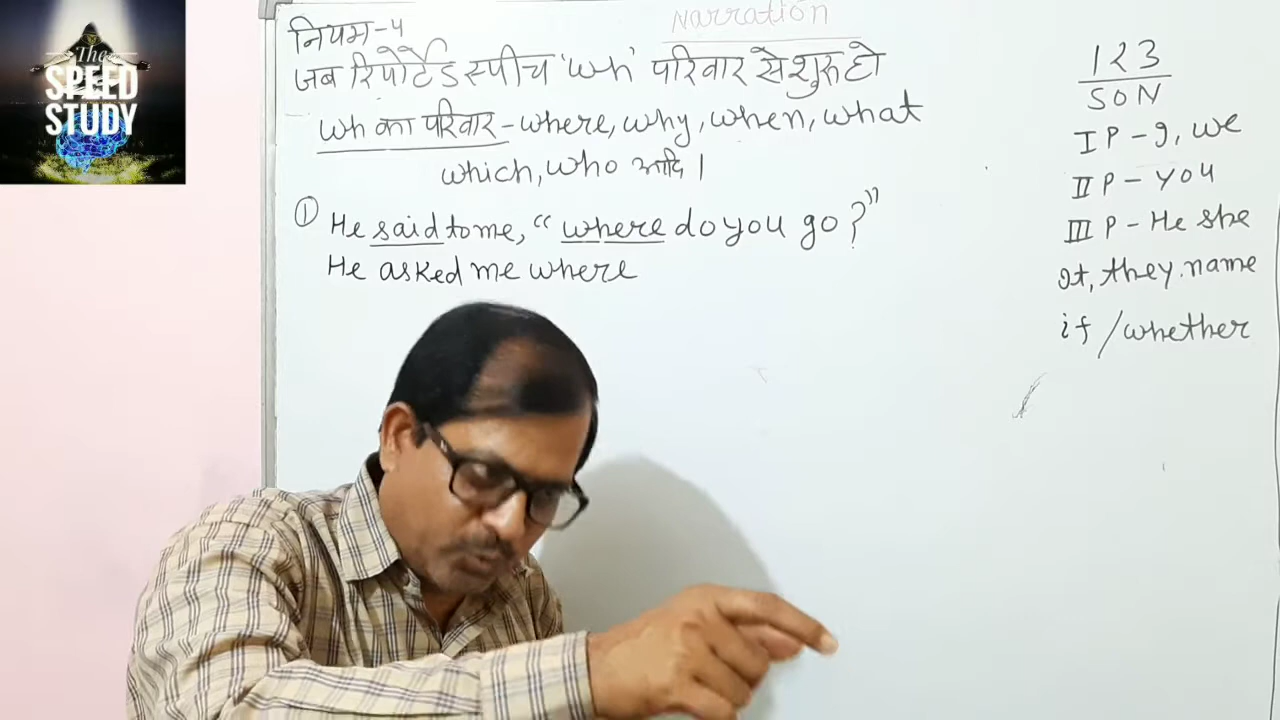 The
SPEED
STUDY
Narration
नियम-4
जब रिपोर्टेड स्पीच 'wh' परिवार से शुरू हो
wh का परिवार - where, why, when, what
which, who आदि।
① He said to me, “where do you go?”
He asked me where
123
SON
I P - I, we
II P - you
III P - He she
It, they. name
if / whether